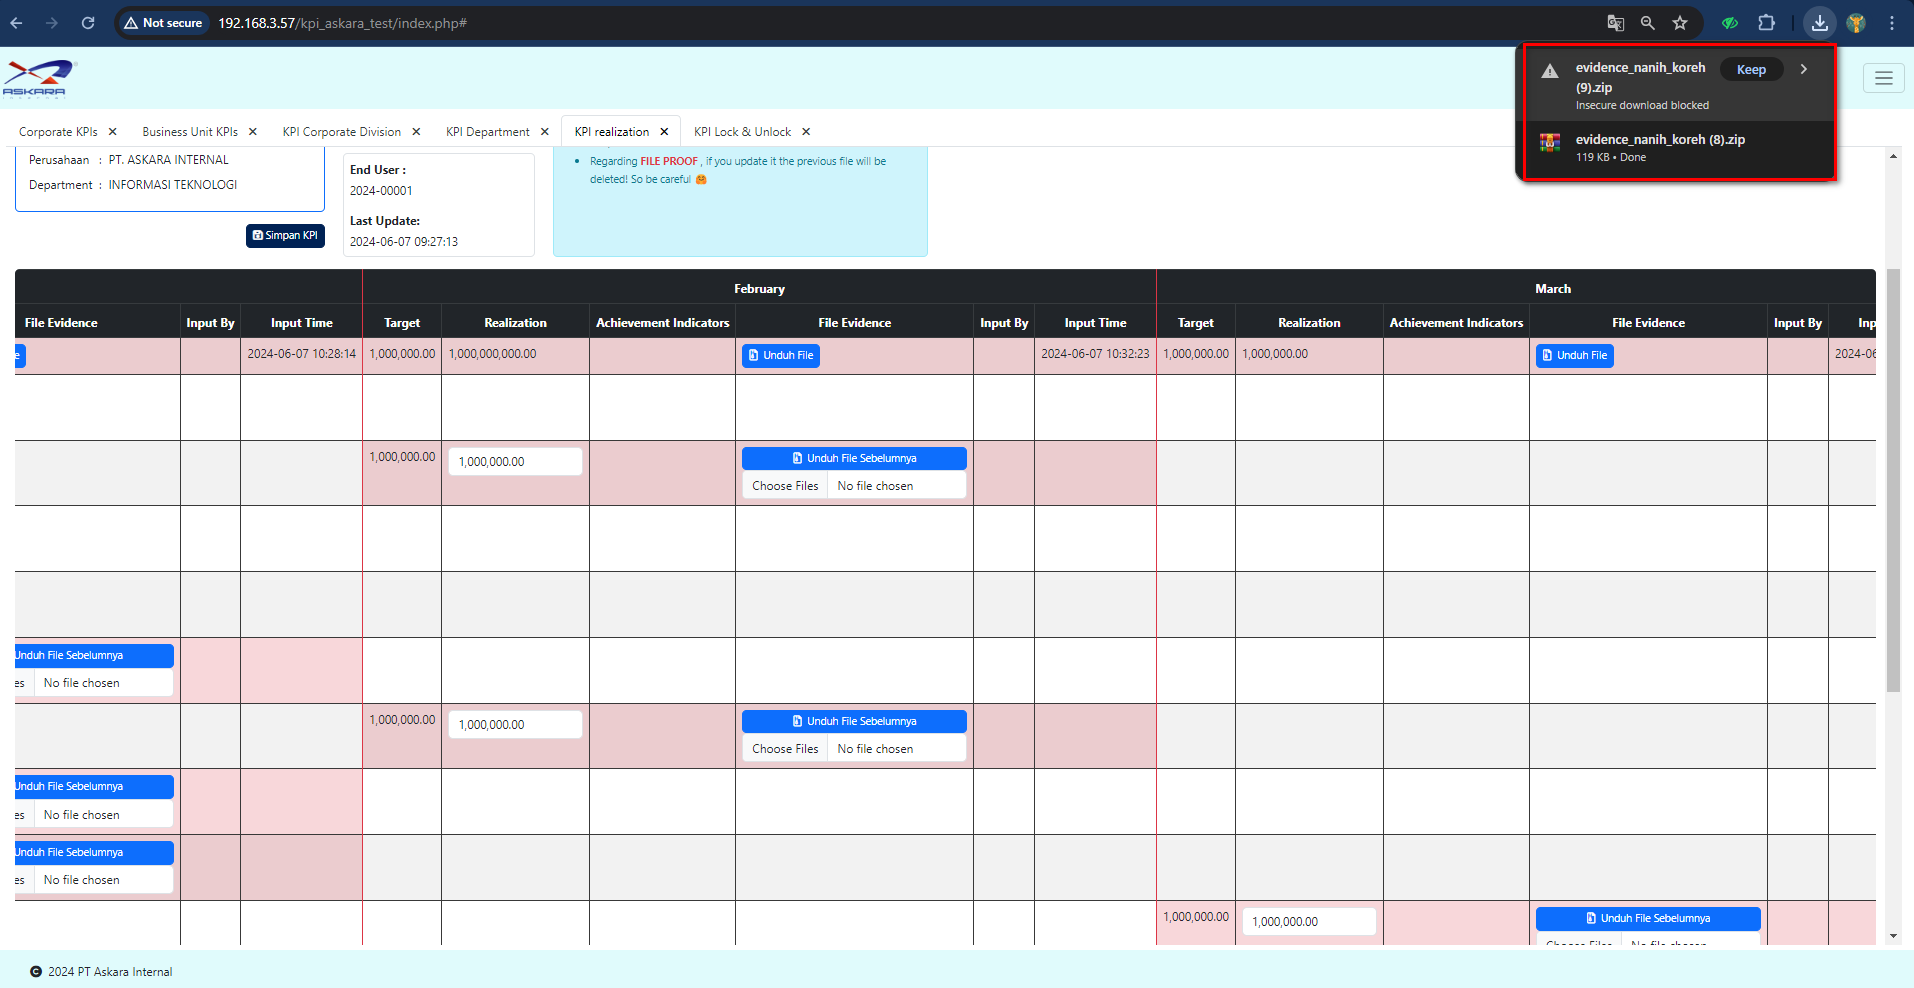 Not secure
192.168.3.57/kpi_askara_test/index.php#
evidence_nanih_koreh
(9).zip
Keep
Insecure download blocked
evidence_nanih_koreh (8).zip
119 KB • Done
ASKARA
INTERNAL
Corporate KPIs
Business Unit KPIs
KPI Corporate Division
KPI Department
KPI realization
KPI Lock & Unlock
Perusahaan : PT. ASKARA INTERNAL
Department : INFORMASI TEKNOLOGI
Simpan KPI
End User :
2024-00001
Last Update:
2024-06-07 09:27:13
Regarding FILE PROOF , if you update it the previous file will be
deleted! So be careful 🤗
February March
File Evidence Input By Input Time Target Realization Achievement Indicators File Evidence Input By Input Time Target Realization Achievement Indicators File Evidence Input By Inp
e 2024-06-07 10:28:14 1,000,000.00 1,000,000,000.00 Unduh File 2024-06-07 10:32:23 1,000,000.00 1,000,000.00 Unduh File 2024-06
1,000,000.00 1,000,000.00 Unduh File Sebelumnya
Choose Files No file chosen
Unduh File Sebelumnya
es No file chosen
1,000,000.00 1,000,000.00 Unduh File Sebelumnya
Choose Files No file chosen
Unduh File Sebelumnya
es No file chosen
Unduh File Sebelumnya
es No file chosen
1,000,000.00 1,000,000.00 Unduh File Sebelumnya
Choose Files No file chosen
2024 PT Askara Internal